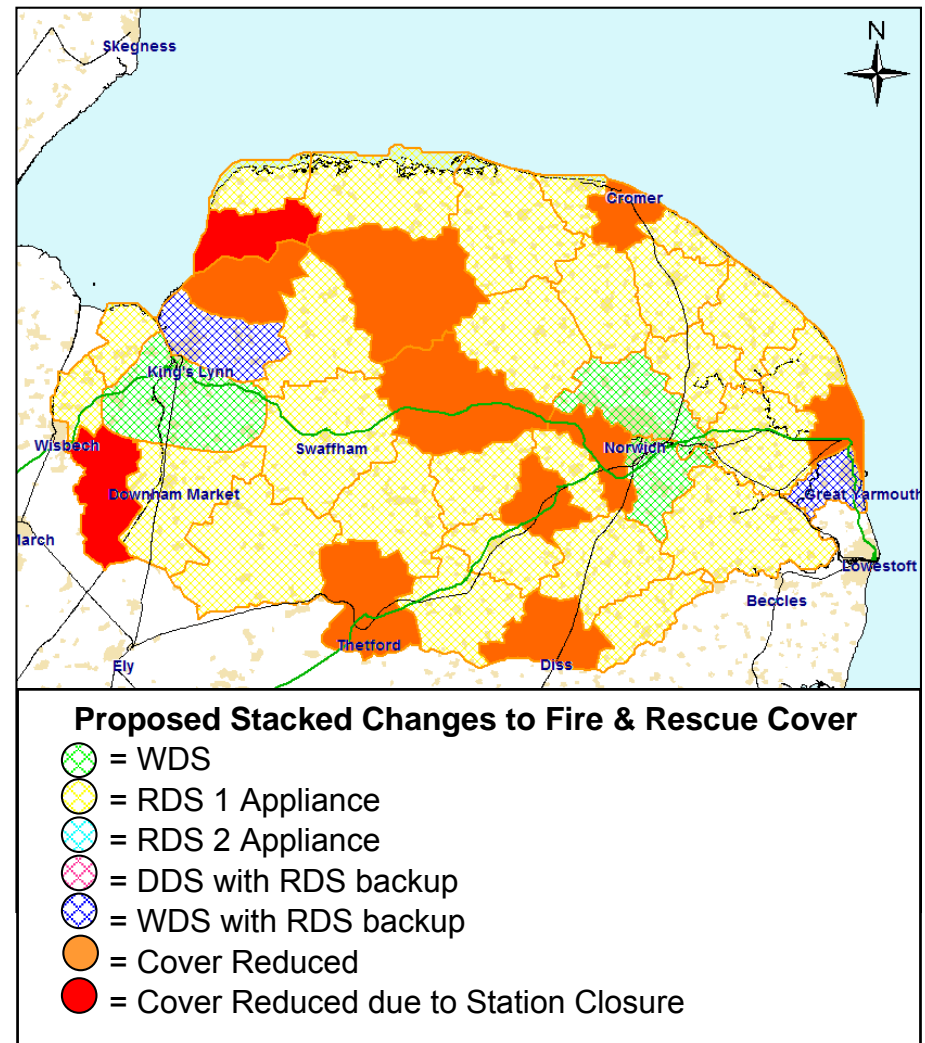 Skegness
N
Cromer
King's Lynn
Wisbech
Swaffham
Norwich
Downham Market
Great Yarmouth
March
Lowestoft
Beccles
Thetford
Diss
Ely
Proposed Stacked Changes to Fire & Rescue Cover
= WDS
= RDS 1 Appliance
= RDS 2 Appliance
= DDS with RDS backup
= WDS with RDS backup
= Cover Reduced
= Cover Reduced due to Station Closure